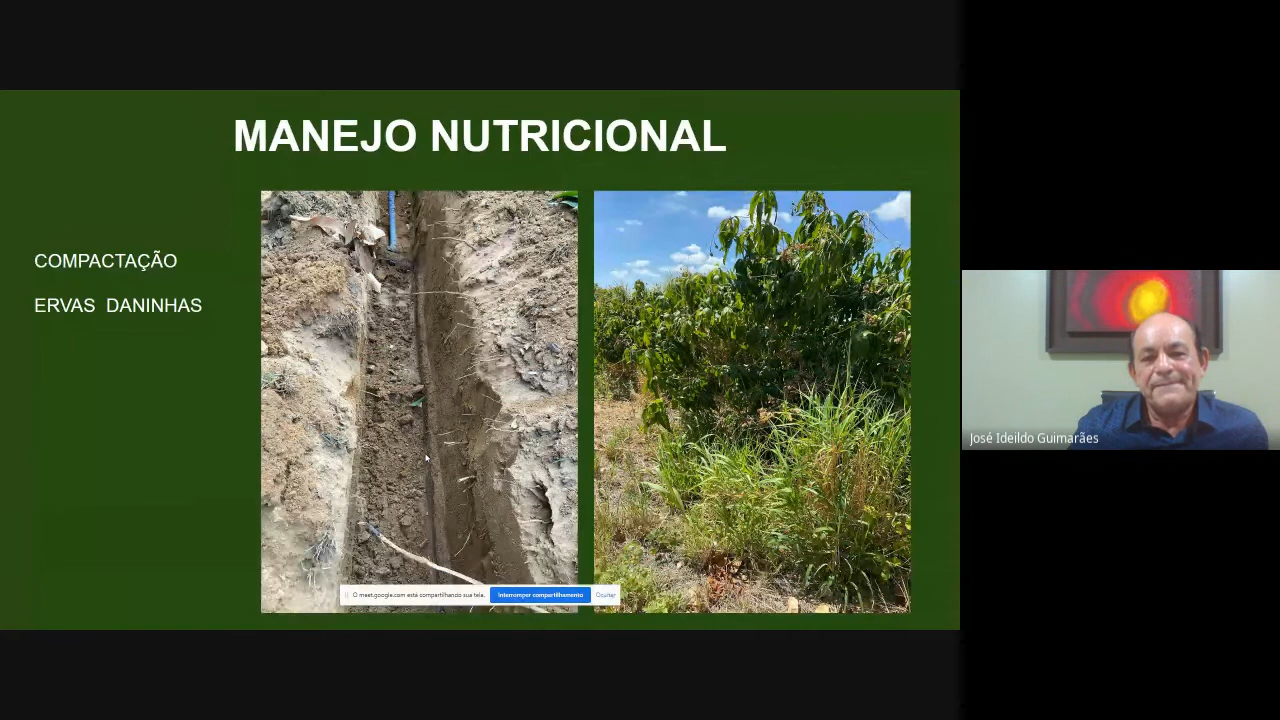 MANEJO NUTRICIONAL
COMPACTAÇÃO
ERVAS DANINHAS
O meet.google.com está compartilhando sua tela.
Interromper compartilhamento
Ocultar
José Ideildo Guimarães